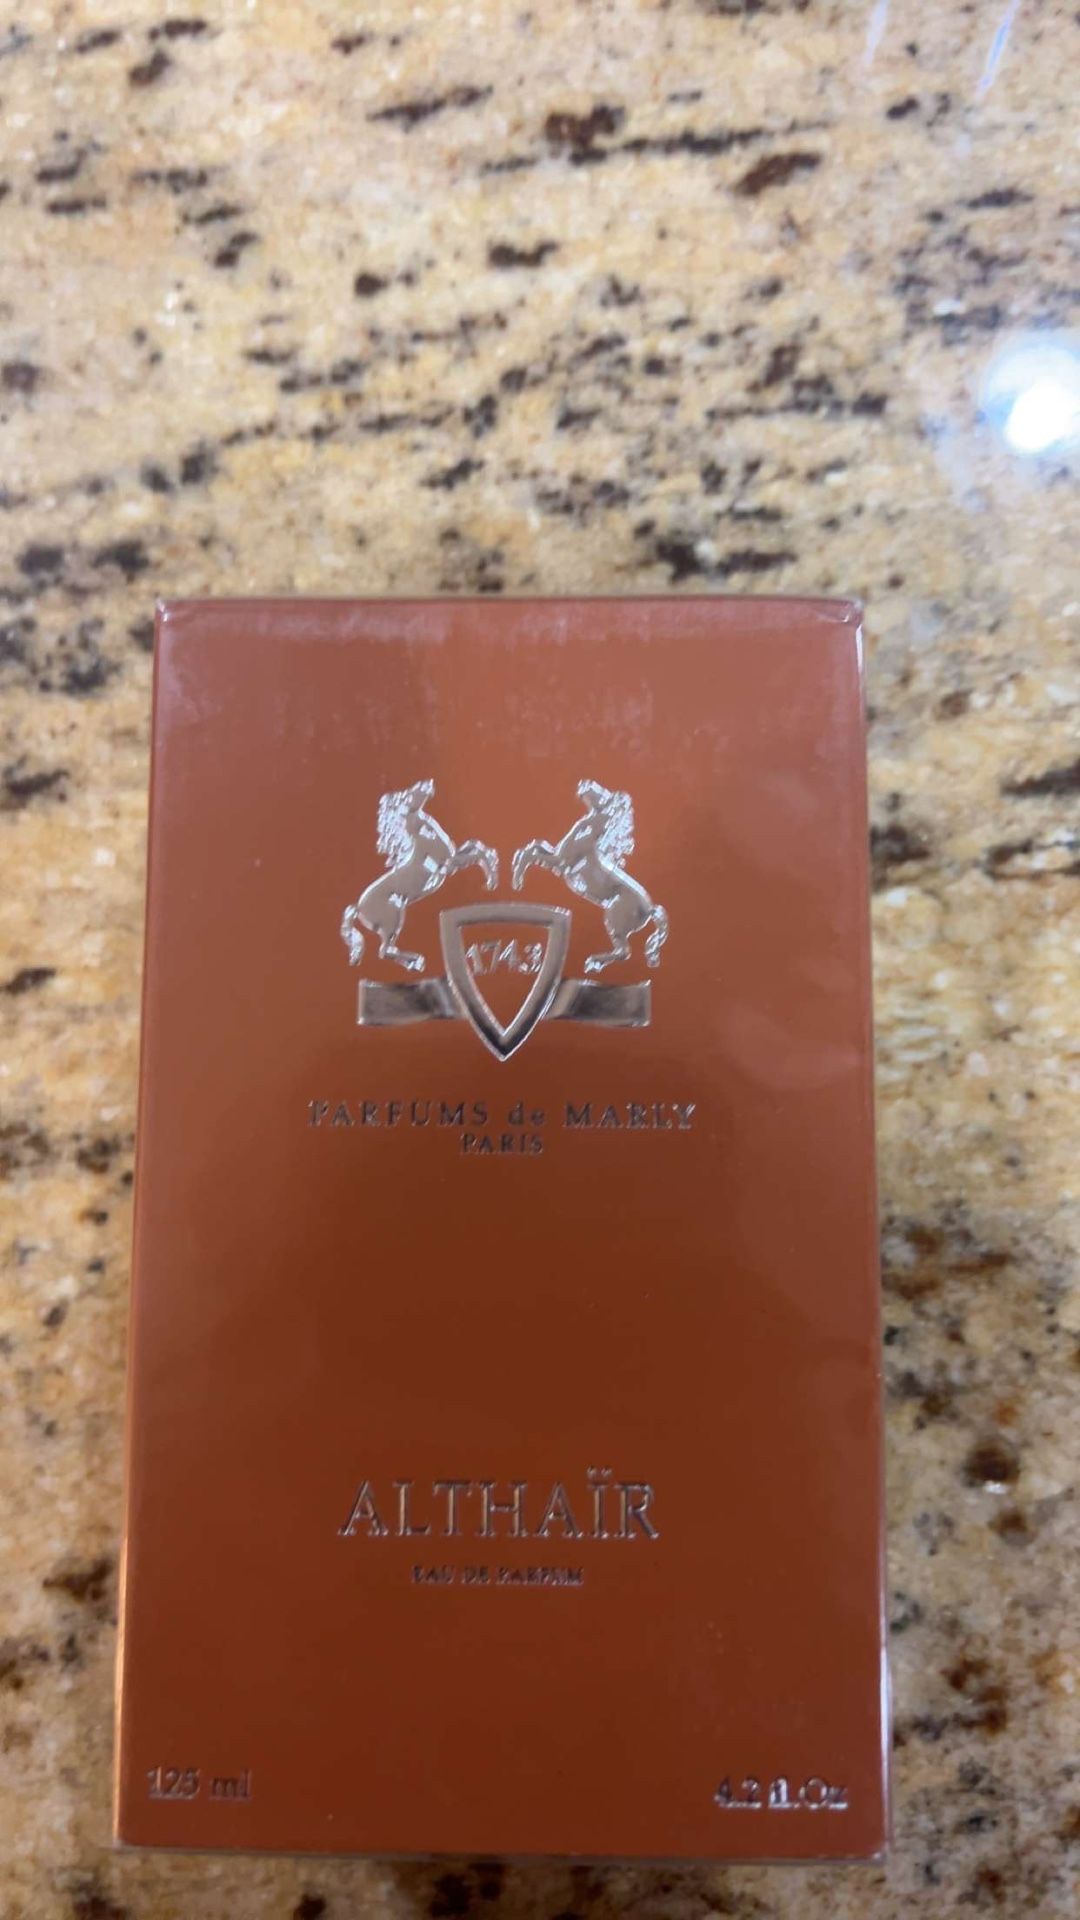 1743
PARFUMS de MARLY
PARIS
ALTHAÏR
EAU DE PARFUM
125 ml
4.2 fl.Oz